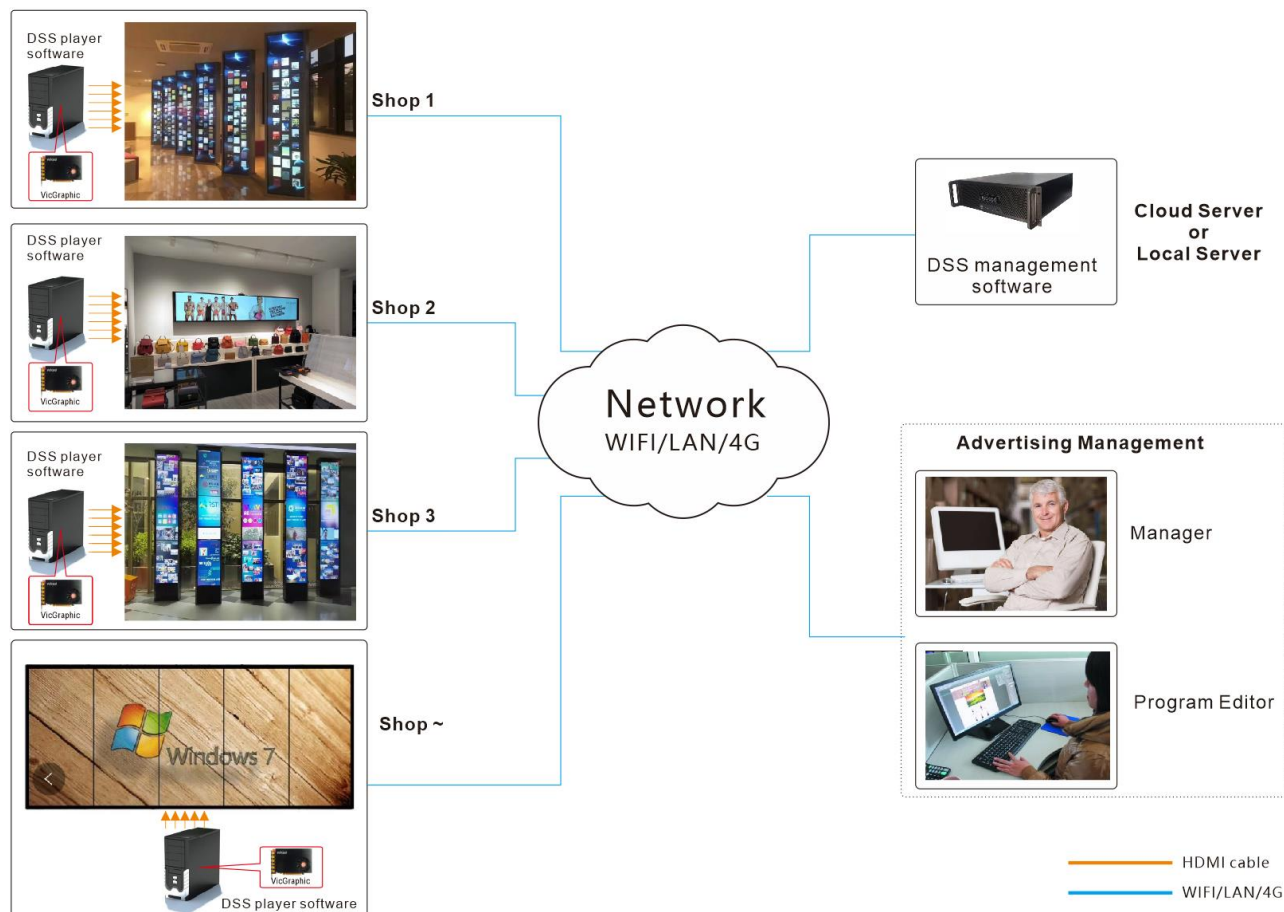 DSS player
software
VicGraphic
Shop 1
DSS player
software
VicGraphic
Shop 2
DSS player
software
VicGraphic
Shop 3
Windows 7
Shop ~
VicGraphic
DSS player software
Network
WIFI/LAN/4G
DSS management
software
Cloud Server
or
Local Server
Advertising Management
Manager
Program Editor
HDMI cable
WIFI/LAN/4G